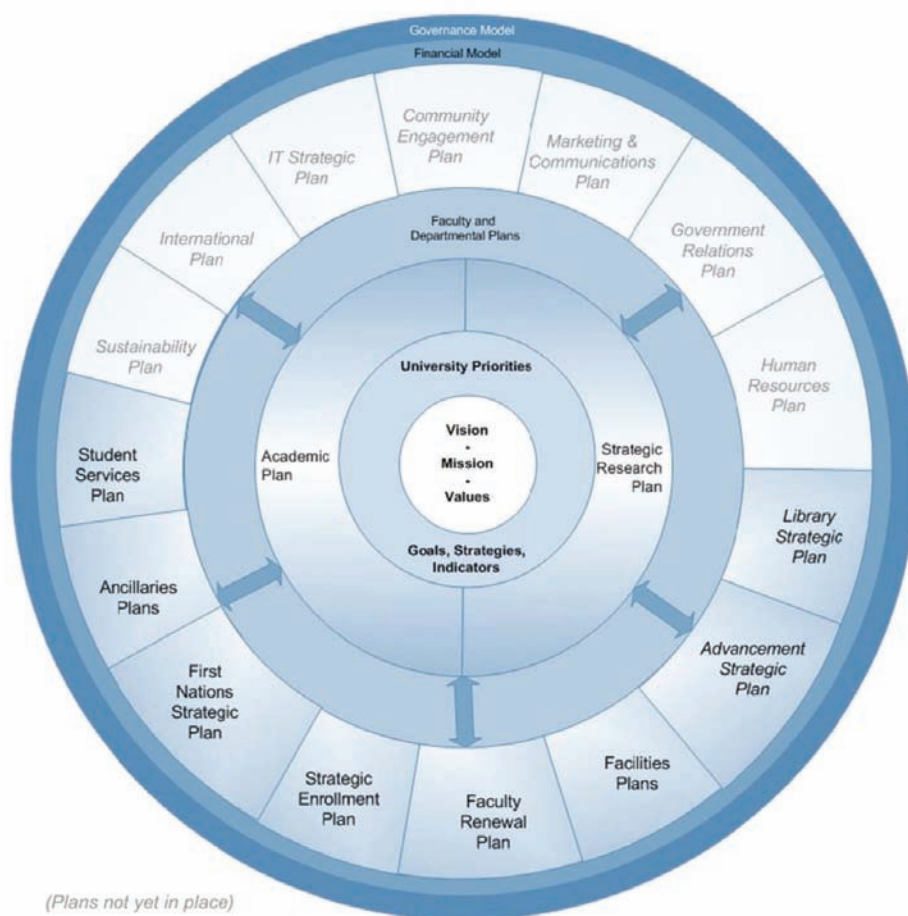 Governance Model
Financial Model
Community
Engagement
Plan
Marketing &
Communications
Plan
Government
Relations
Plan
Human
Resources
Plan
Library
Strategic
Plan
Advancement
Strategic
Plan
Facilities
Plans
Faculty
Renewal
Plan
Strategic
Enrollment
Plan
First
Nations
Strategic
Plan
Ancillaries
Plans
Student
Services
Plan
Sustainability
Plan
International
Plan
IT Strategic
Plan
Faculty and
Departmental Plans
Academic
Plan
Strategic
Research
Plan
University Priorities
Vision
-
Mission
-
Values
Goals, Strategies,
Indicators
(Plans not yet in place)